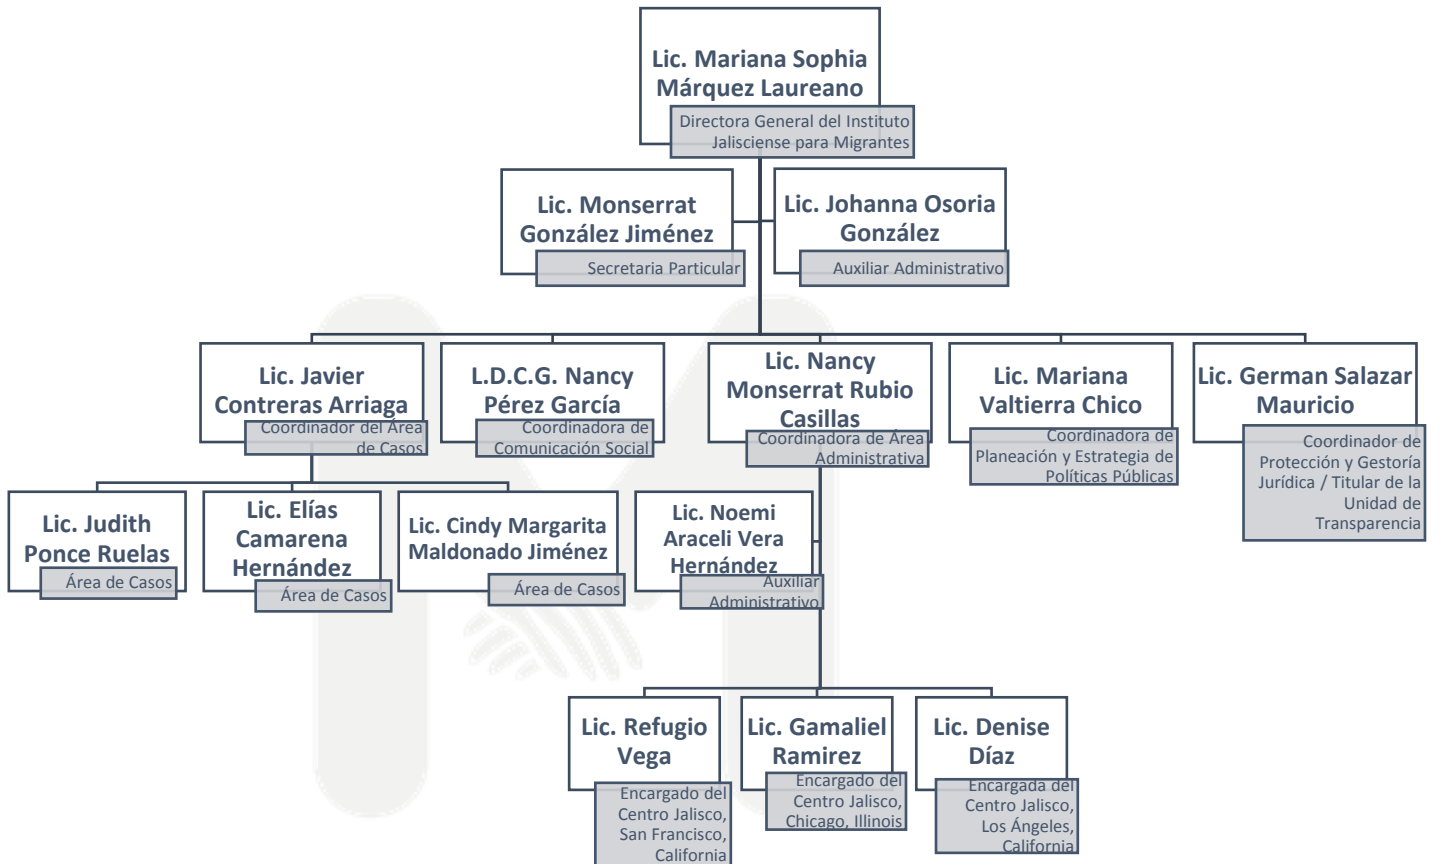 Lic. Mariana Sophia
Márquez Laureano
Directora General del Instituto
Jalisciense para Migrantes
Lic. Monserrat
González Jiménez
Secretaria Particular
Lic. Johanna Osoria
González
Auxiliar Administrativo
Lic. Javier
Contreras Arriaga
Coordinador del Área
de Casos
L.D.C.G. Nancy
Pérez García
Coordinadora de
Comunicación Social
Lic. Nancy
Monserrat Rubio
Casillas
Coordinadora de Área
Administrativa
Lic. Mariana
Valtierra Chico
Coordinadora de
Planeación y Estrategia de
Políticas Públicas
Lic. German Salazar
Mauricio
Coordinador de
Protección y Gestoría
Jurídica / Titular de la
Unidad de
Transparencia
Lic. Judith
Ponce Ruelas
Área de Casos
Lic. Elías
Camarena
Hernández
Área de Casos
Lic. Cindy Margarita
Maldonado Jiménez
Área de Casos
Lic. Noemi
Araceli Vera
Hernández
Auxiliar
Administrativo
Lic. Refugio
Vega
Encargado del
Centro Jalisco,
San Francisco,
California
Lic. Gamaliel
Ramirez
Encargado del
Centro Jalisco,
Chicago, Illinois
Lic. Denise
Díaz
Encargada del
Centro Jalisco,
Los Ángeles,
California